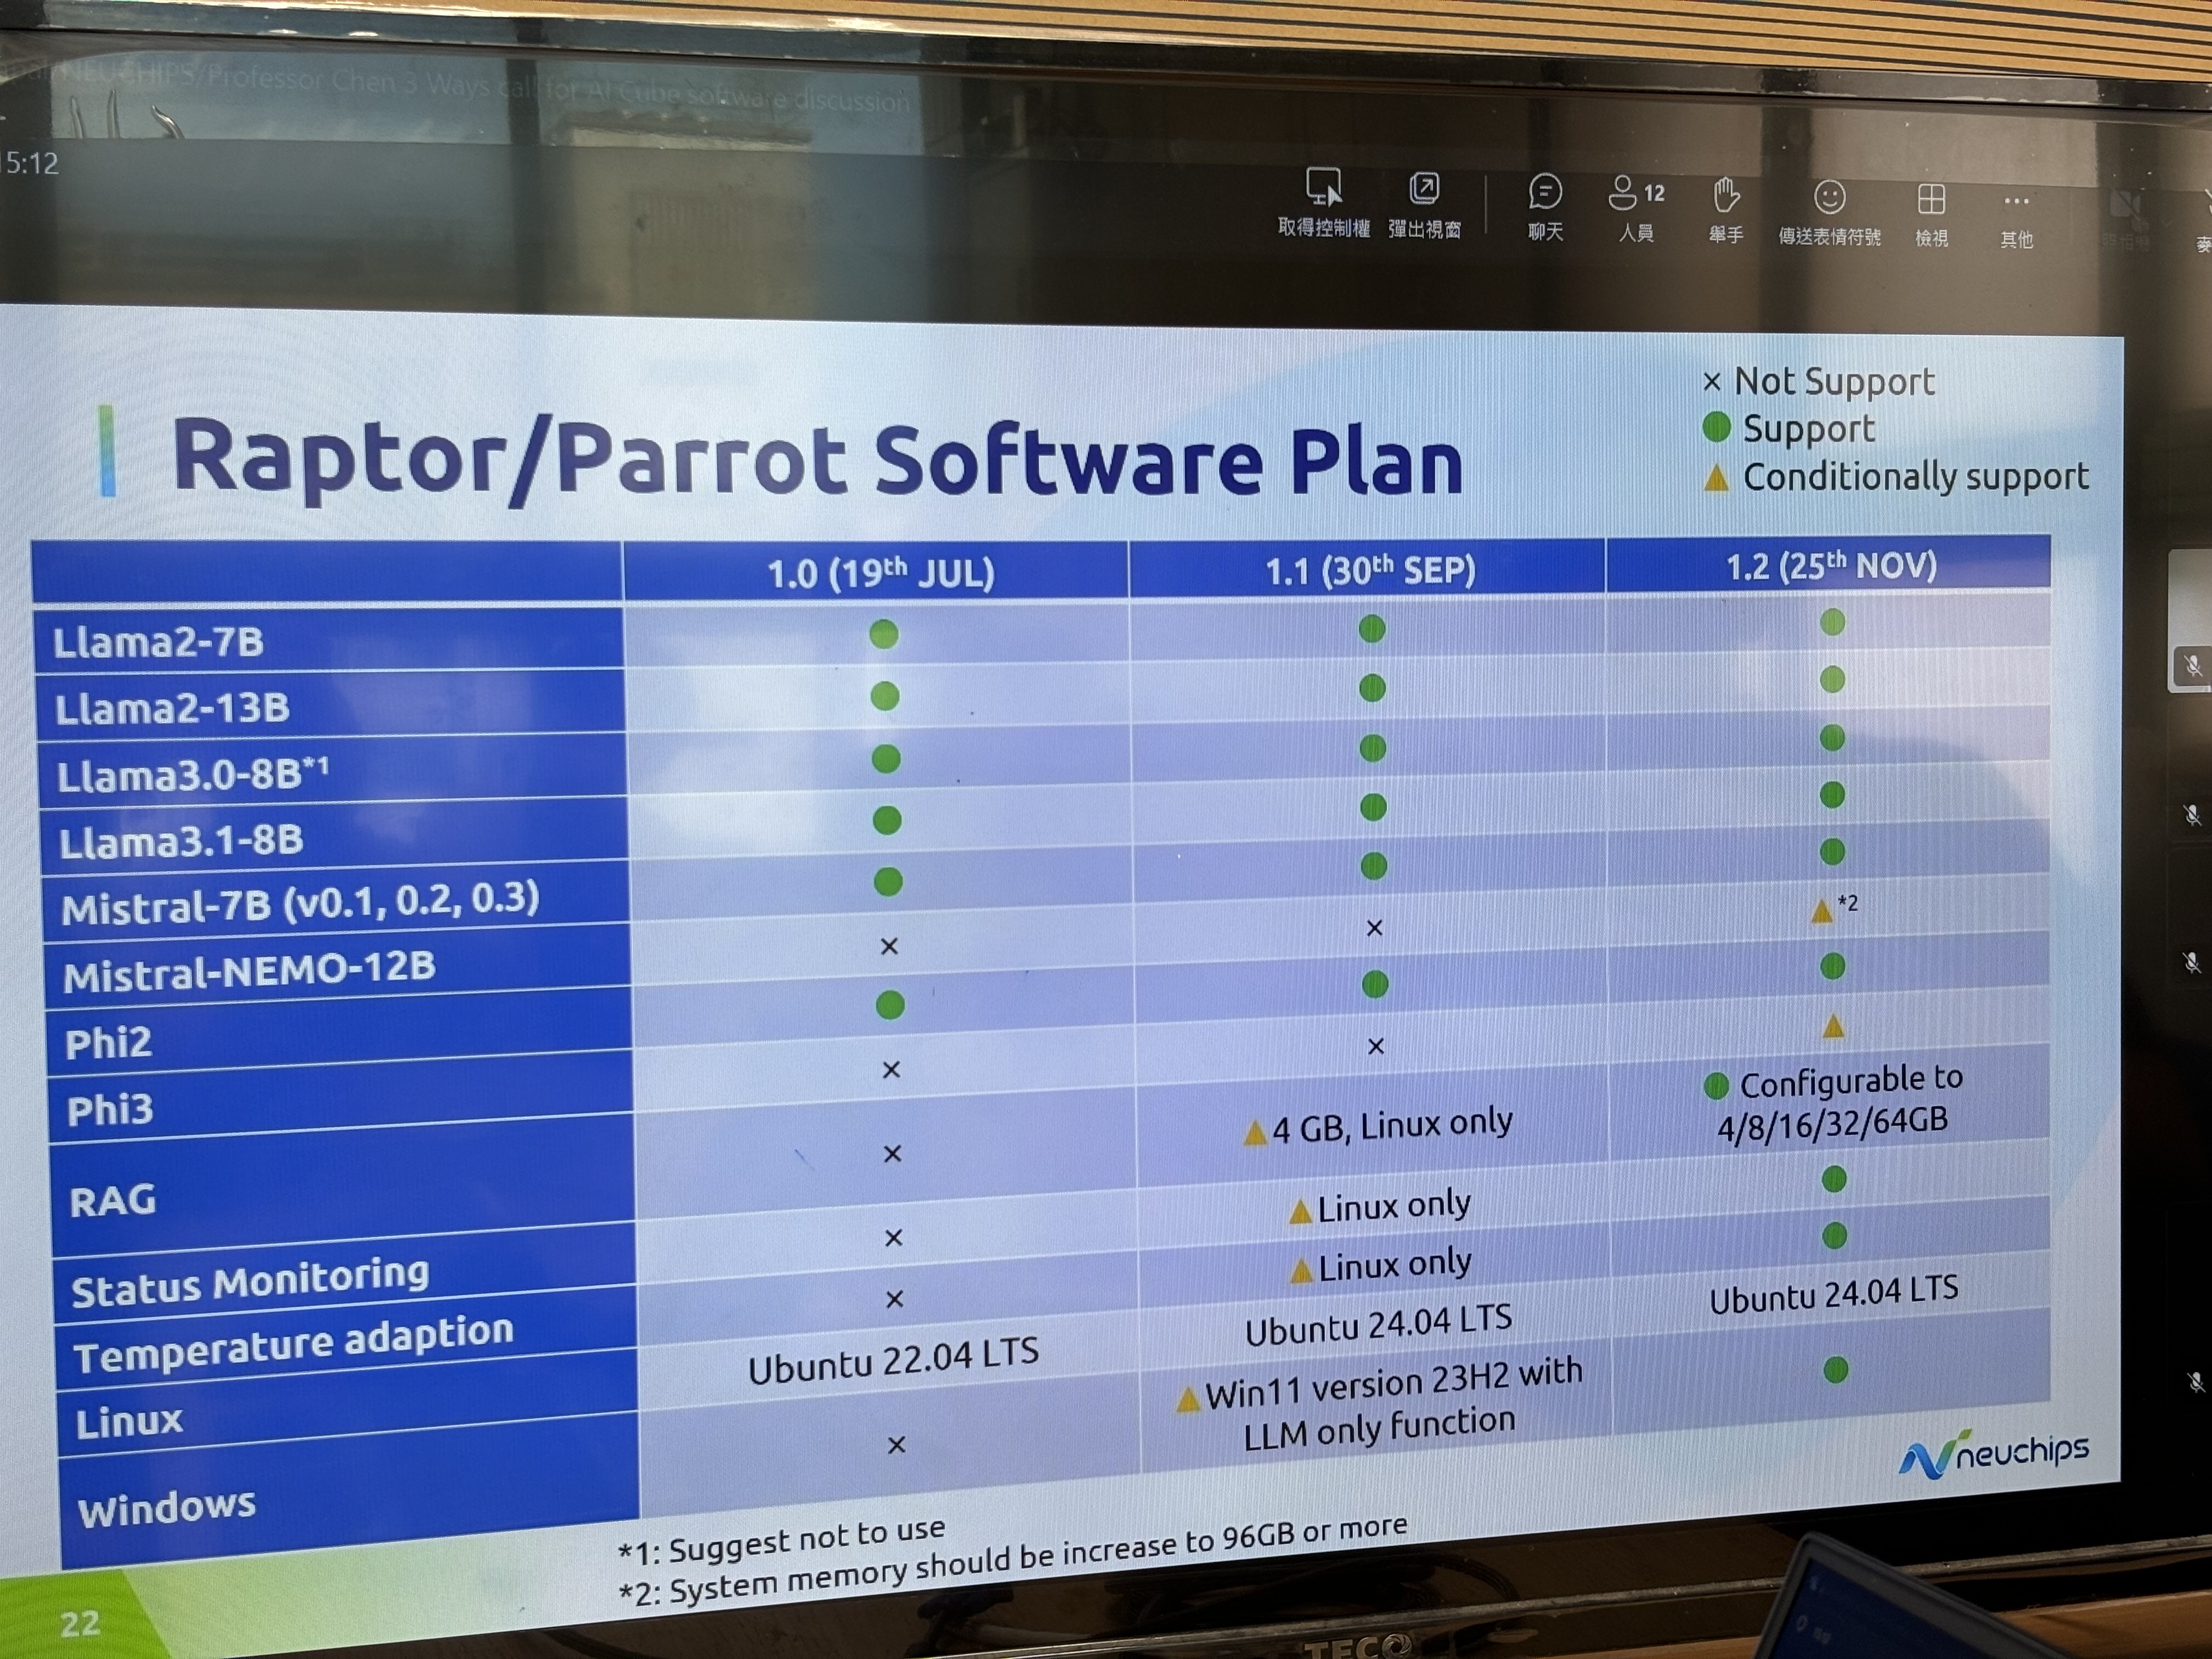 NEUCHIPS/Professor Chen 3 Ways call for AI Cube software discussion
5:12
取得控制權 彈出視窗 聊天 12 人員 舉手 傳送表情符號 檢視 其他
× Not Support
Support
Conditionally support
Raptor/Parrot Software Plan
1.0 (19th JUL) 1.1 (30th SEP) 1.2 (25th NOV)
Llama2-7B
Llama2-13B
Llama3.0-8B*1
Llama3.1-8B
Mistral-7B (v0.1, 0.2, 0.3)
Mistral-NEMO-12B × × *2
Phi2
Phi3 × ×
RAG × 4 GB, Linux only Configurable to
4/8/16/32/64GB
Status Monitoring × Linux only
Temperature adaption × Linux only
Linux Ubuntu 22.04 LTS Ubuntu 24.04 LTS Ubuntu 24.04 LTS
Windows × Win11 version 23H2 with
LLM only function
neuchips
*1: Suggest not to use
*2: System memory should be increase to 96GB or more
22
TECO